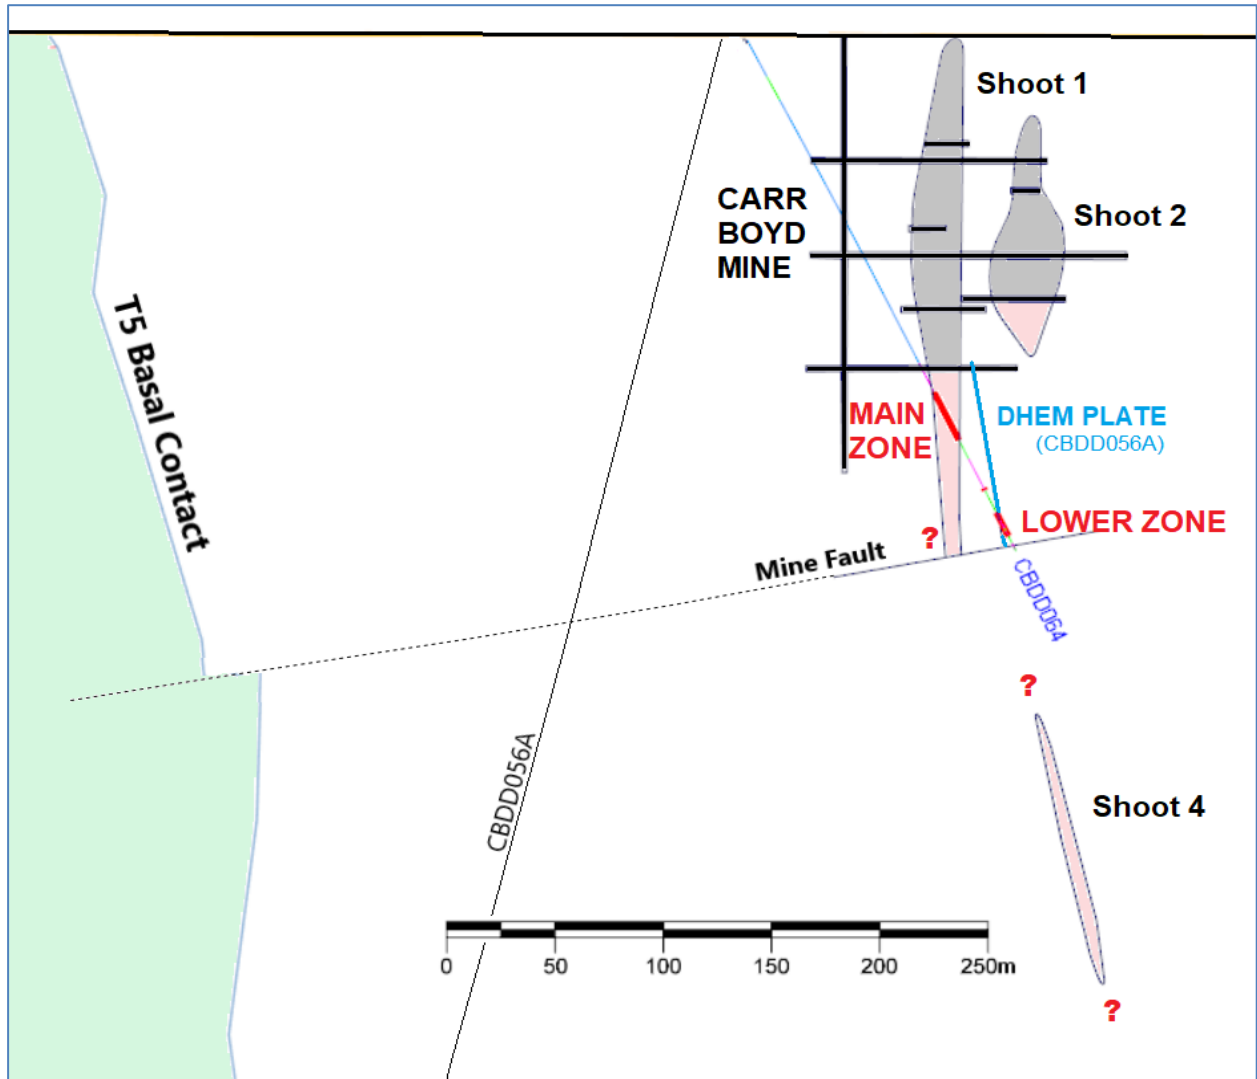 Shoot 1
CARR
BOYD
MINE
Shoot 2
T5 Basal Contact
MAIN
ZONE
DHEM PLATE
(CBDD056A)
LOWER ZONE
?
Mine Fault
CBDD064
?
CBDD056A
Shoot 4
0 50 100 150 200 250m
?